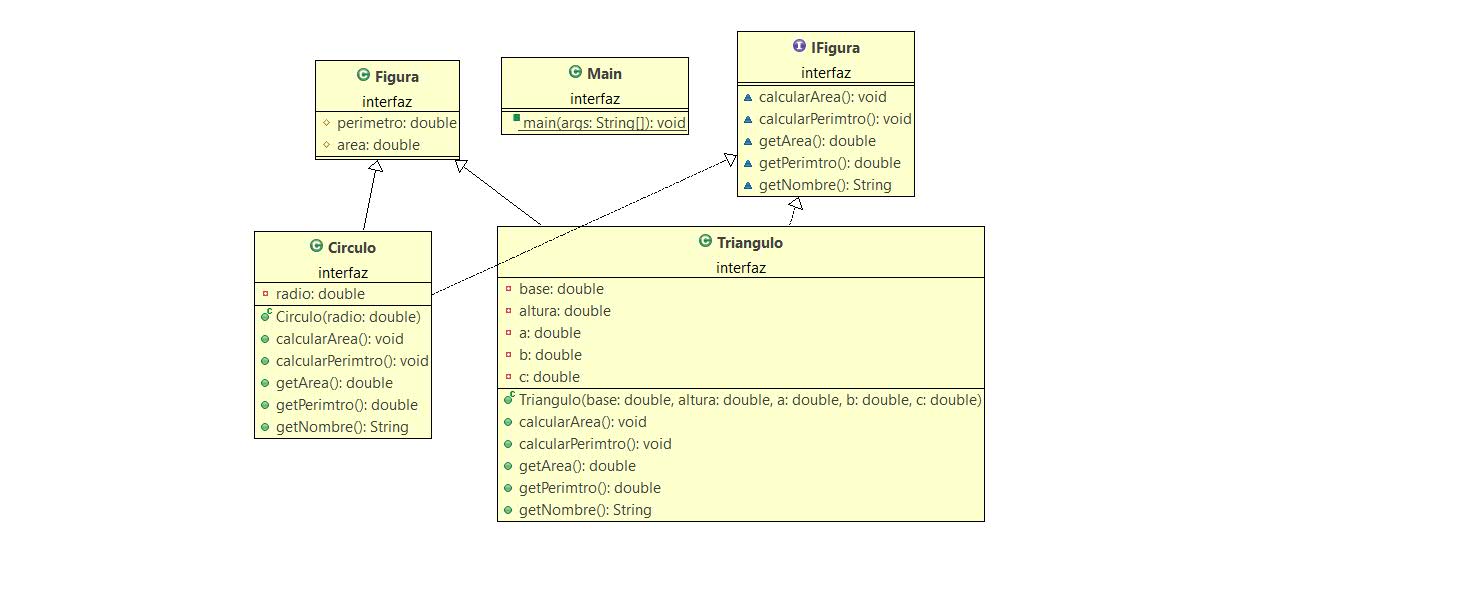 Figura
interfaz
perimetro: double
area: double
Main
interfaz
main(args: String[]): void
IFigura
interfaz
calcularArea(): void
calcularPerimtro(): void
getArea(): double
getPerimtro(): double
getNombre(): String
Circulo
interfaz
radio: double
Circulo(radio: double)
calcularArea(): void
calcularPerimtro(): void
getArea(): double
getPerimtro(): double
getNombre(): String
Triangulo
interfaz
base: double
altura: double
a: double
b: double
c: double
Triangulo(base: double, altura: double, a: double, b: double, c: double)
calcularArea(): void
calcularPerimtro(): void
getArea(): double
getPerimtro(): double
getNombre(): String